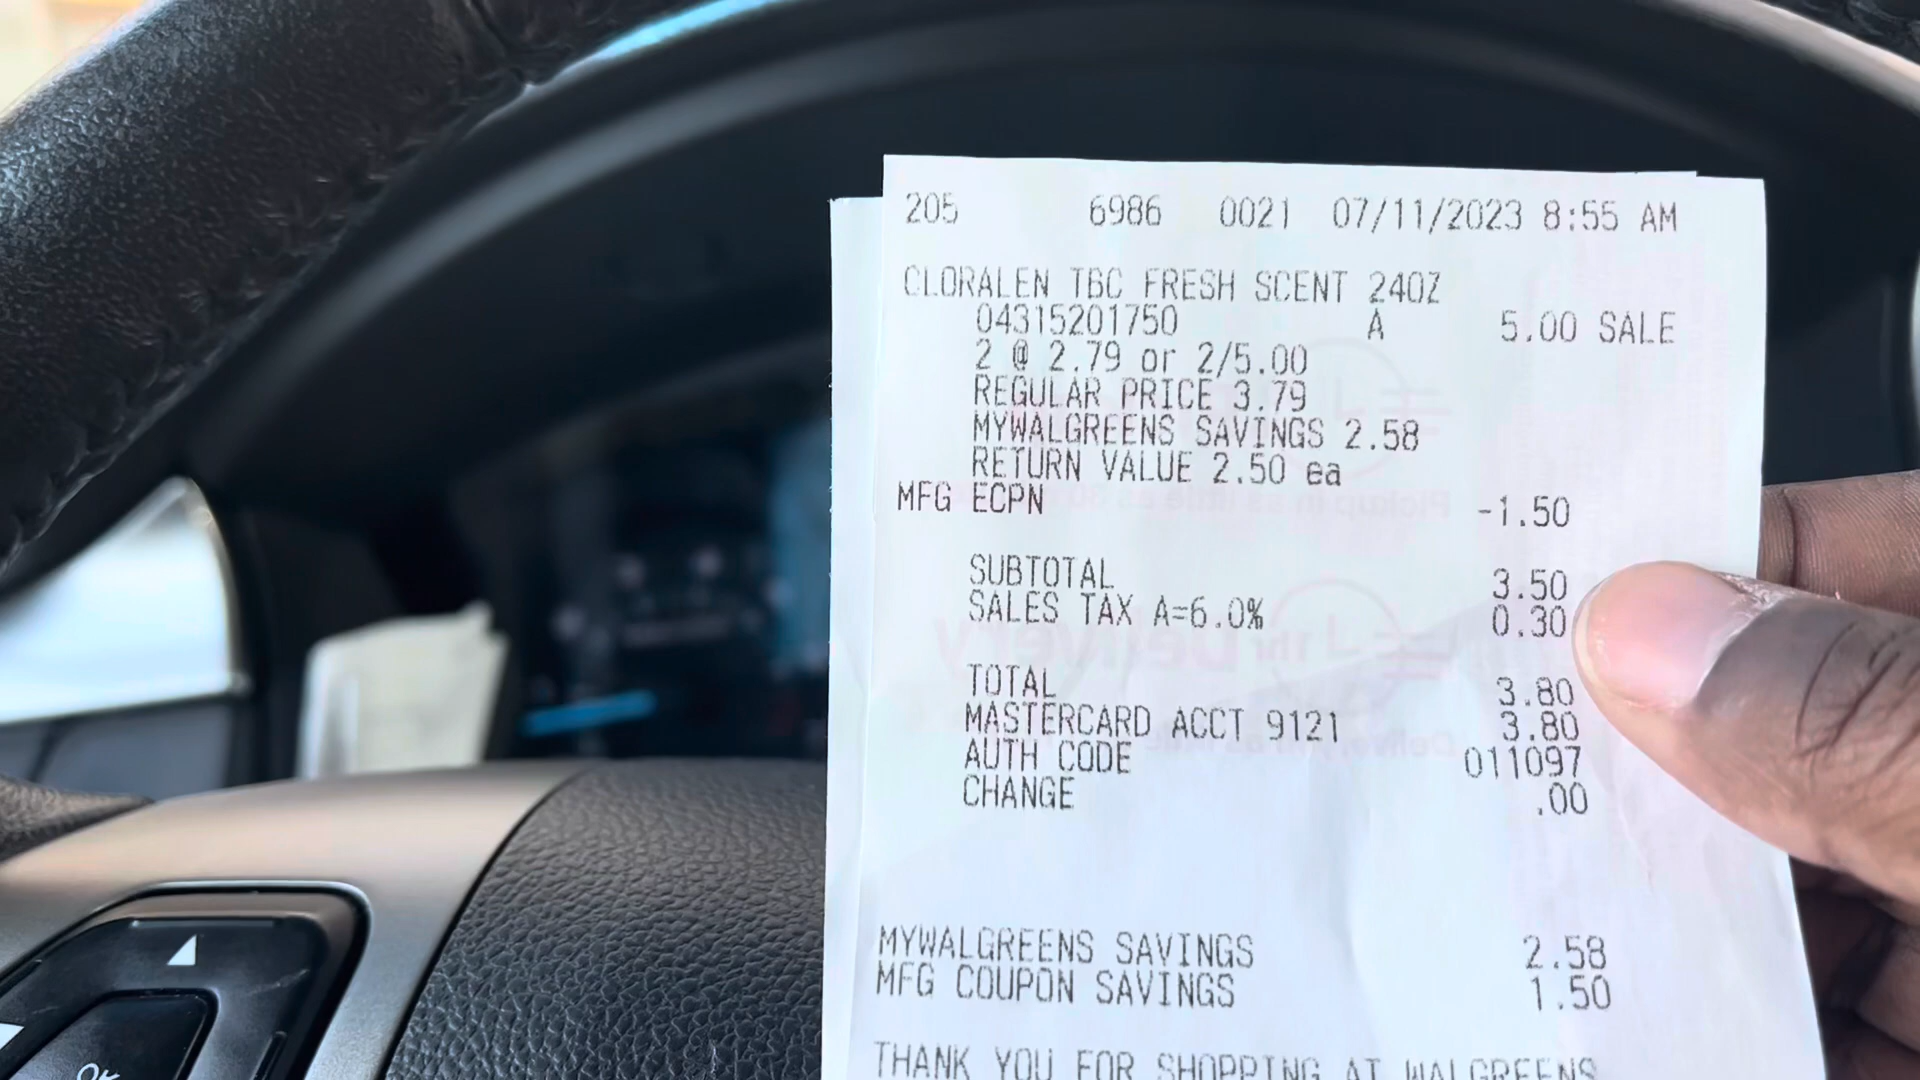 205 6986 0021 07/11/2023 8:55 AM
CLORALEN TBC FRESH SCENT 24OZ
04315201750 A 5.00 SALE
2 @ 2.79 or 2/5.00
REGULAR PRICE 3.79
MYWALGREENS SAVINGS 2.58
RETURN VALUE 2.50 ea
MFG ECPN -1.50
SUBTOTAL 3.50
SALES TAX A=6.0% 0.30
TOTAL 3.80
MASTERCARD ACCT 9121 3.80
AUTH CODE 011097
CHANGE .00
MYWALGREENS SAVINGS 2.58
MFG COUPON SAVINGS 1.50
THANK YOU FOR SHOPPING AT WALGREENS
OK